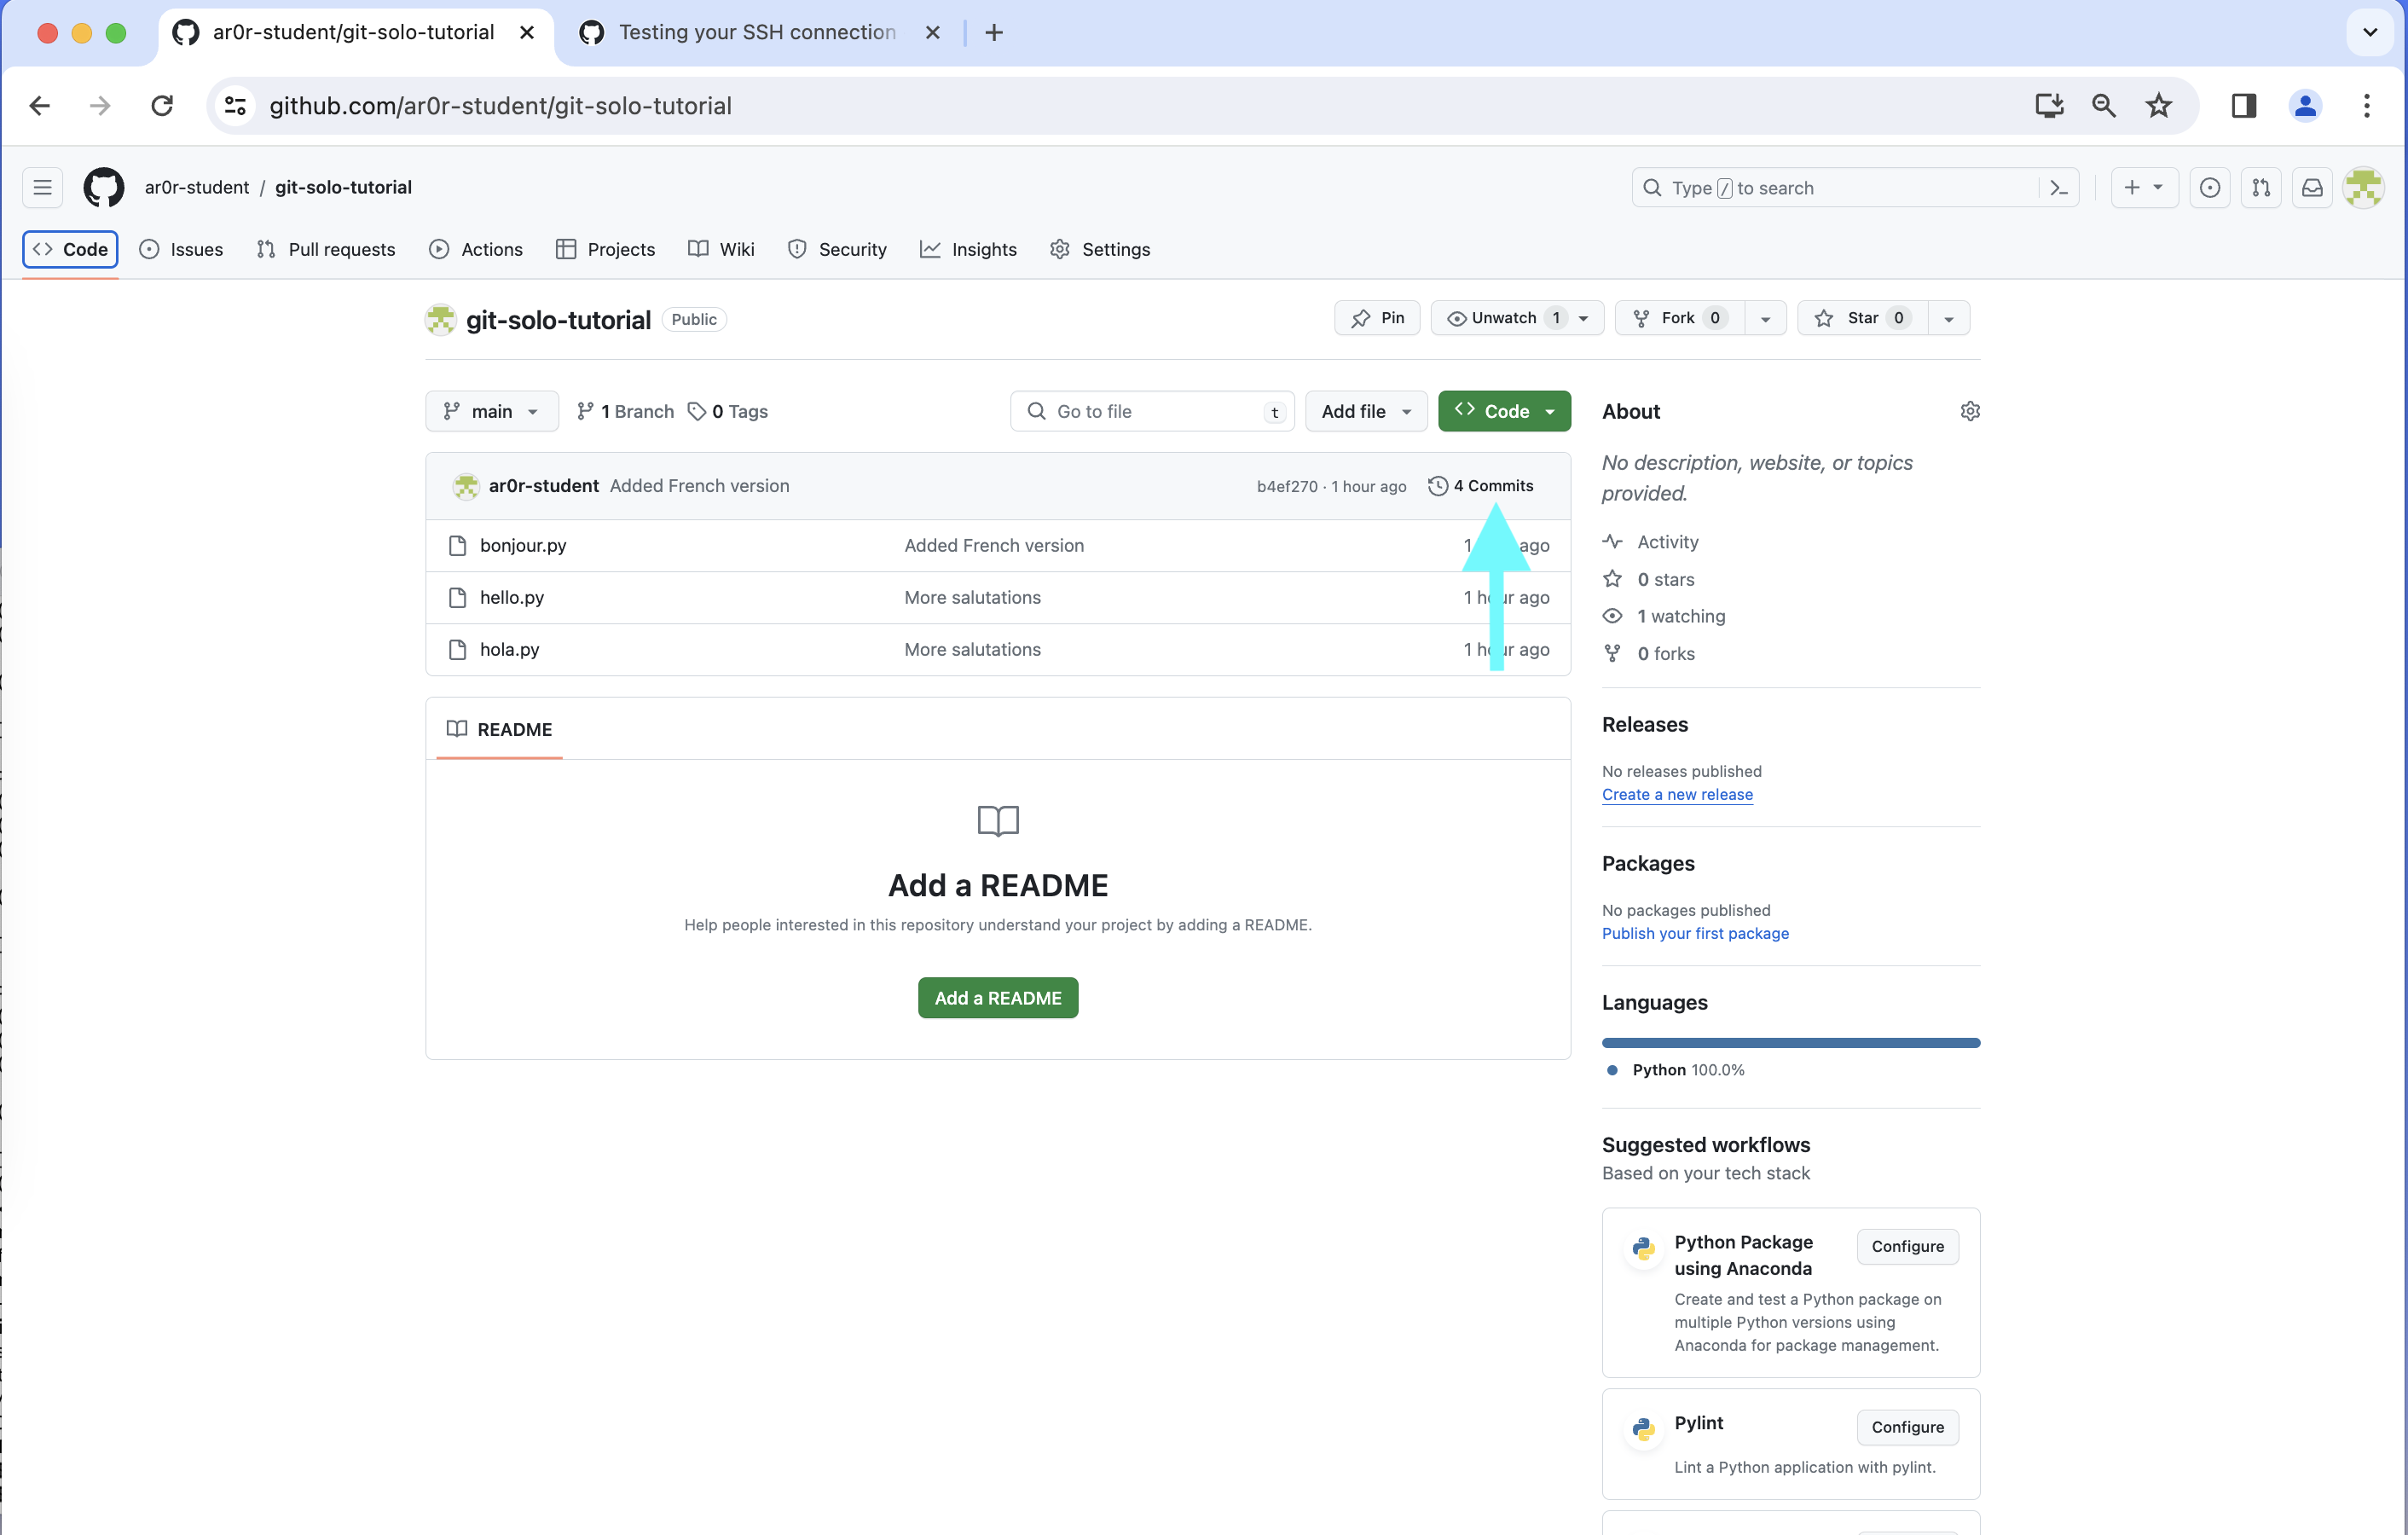 ar0r-student/git-solo-tutorial
Testing your SSH connection
github.com/ar0r-student/git-solo-tutorial
ar0r-student / git-solo-tutorial
Type / to search
Code Issues Pull requests Actions Projects Wiki Security Insights Settings
git-solo-tutorial Public
Pin Unwatch 1 Fork 0 Star 0
main 1 Branch 0 Tags Go to file t Add file Code
ar0r-student Added French version b4ef270 · 1 hour ago 4 Commits
bonjour.py Added French version 1 ago
hello.py More salutations 1 hour ago
hola.py More salutations 1 hour ago
README
Add a README
Help people interested in this repository understand your project by adding a README.
Add a README
About
No description, website, or topics
provided.
Activity
0 stars
1 watching
0 forks
Releases
No releases published
Create a new release
Packages
No packages published
Publish your first package
Languages
Python 100.0%
Suggested workflows
Based on your tech stack
Python Package
using Anaconda
Configure
Create and test a Python package on
multiple Python versions using
Anaconda for package management.
Pylint
Configure
Lint a Python application with pylint.